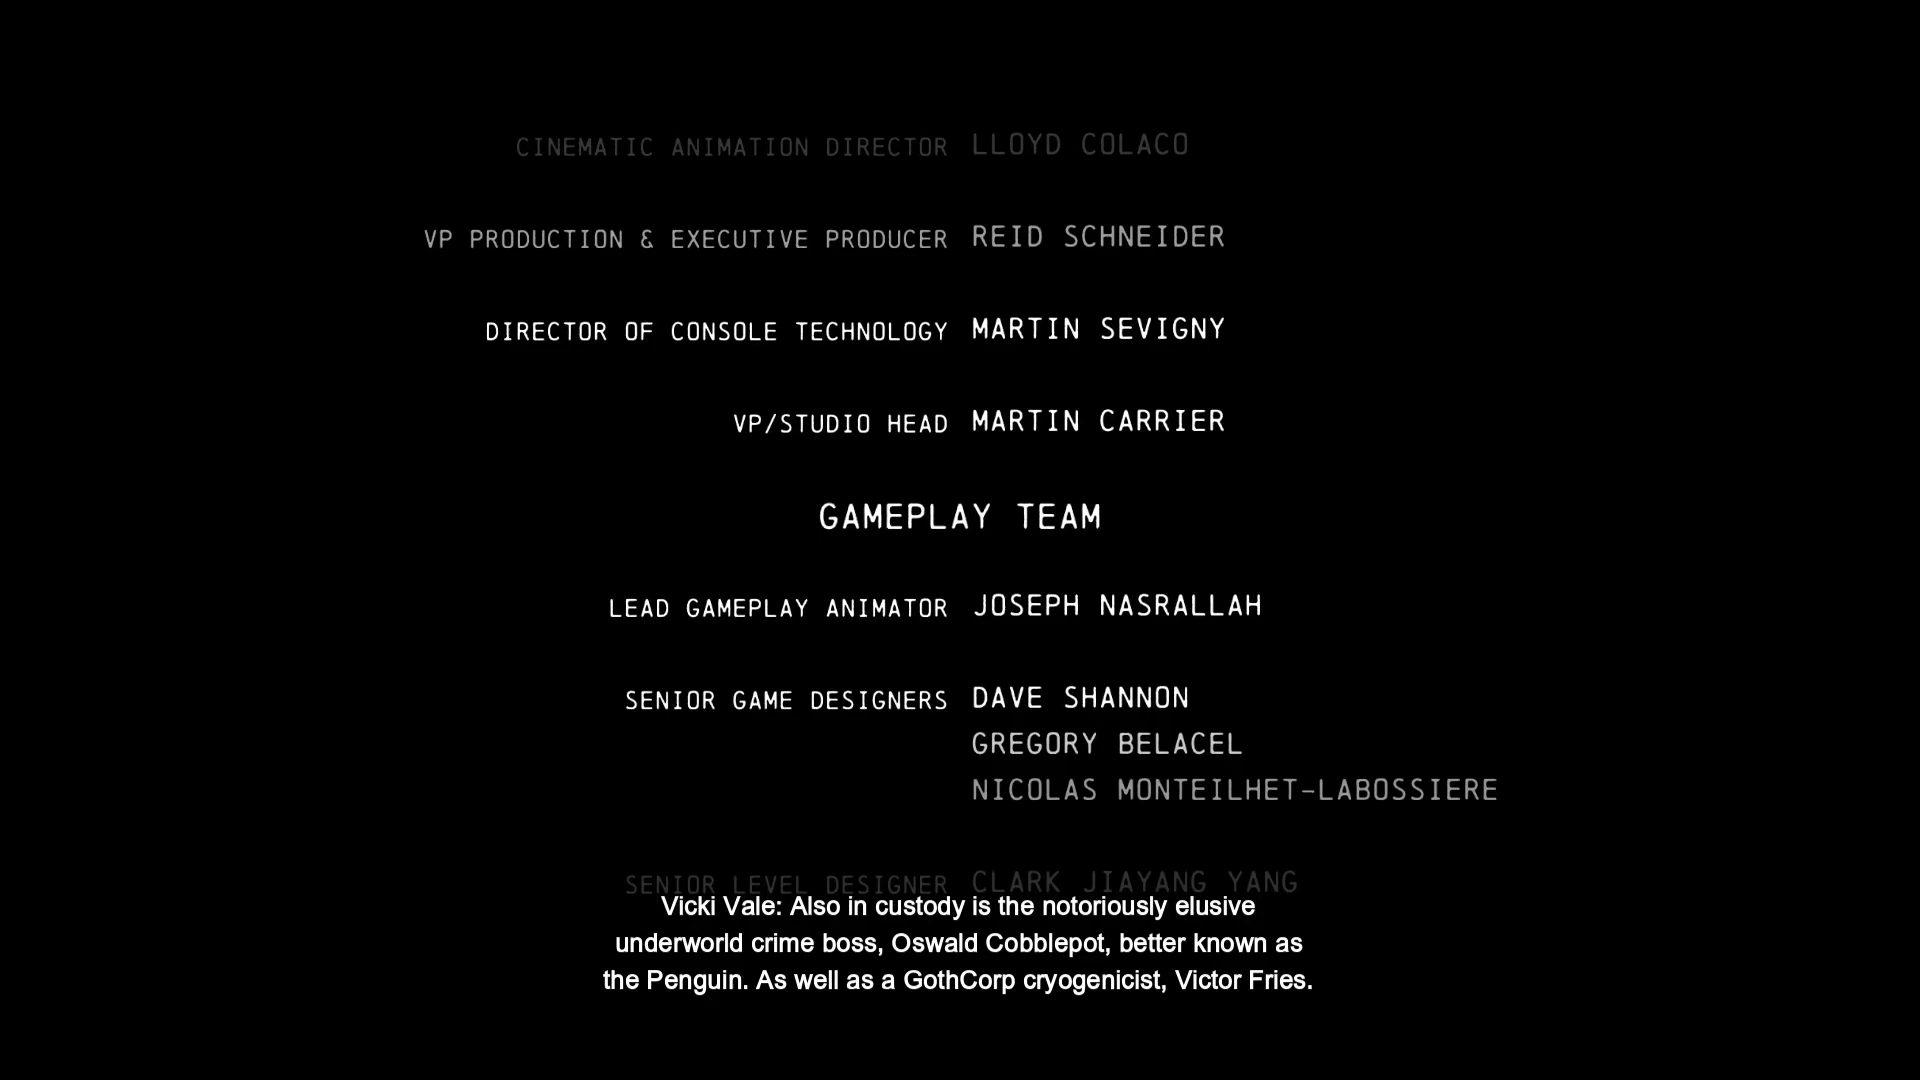 CINEMATIC ANIMATION DIRECTOR LLOYD COLACO
VP PRODUCTION & EXECUTIVE PRODUCER REID SCHNEIDER
DIRECTOR OF CONSOLE TECHNOLOGY MARTIN SEVIGNY
VP/STUDIO HEAD MARTIN CARRIER
GAMEPLAY TEAM
LEAD GAMEPLAY ANIMATOR JOSEPH NASRALLAH
SENIOR GAME DESIGNERS DAVE SHANNON
GREGORY BELACEL
NICOLAS MONTEILHET-LABOSSIERE
SENIOR LEVEL DESIGNER CLARK JIAYANG YANG
Vicki Vale: Also in custody is the notoriously elusive
underworld crime boss, Oswald Cobblepot, better known as
the Penguin. As well as a GothCorp cryogenicist, Victor Fries.